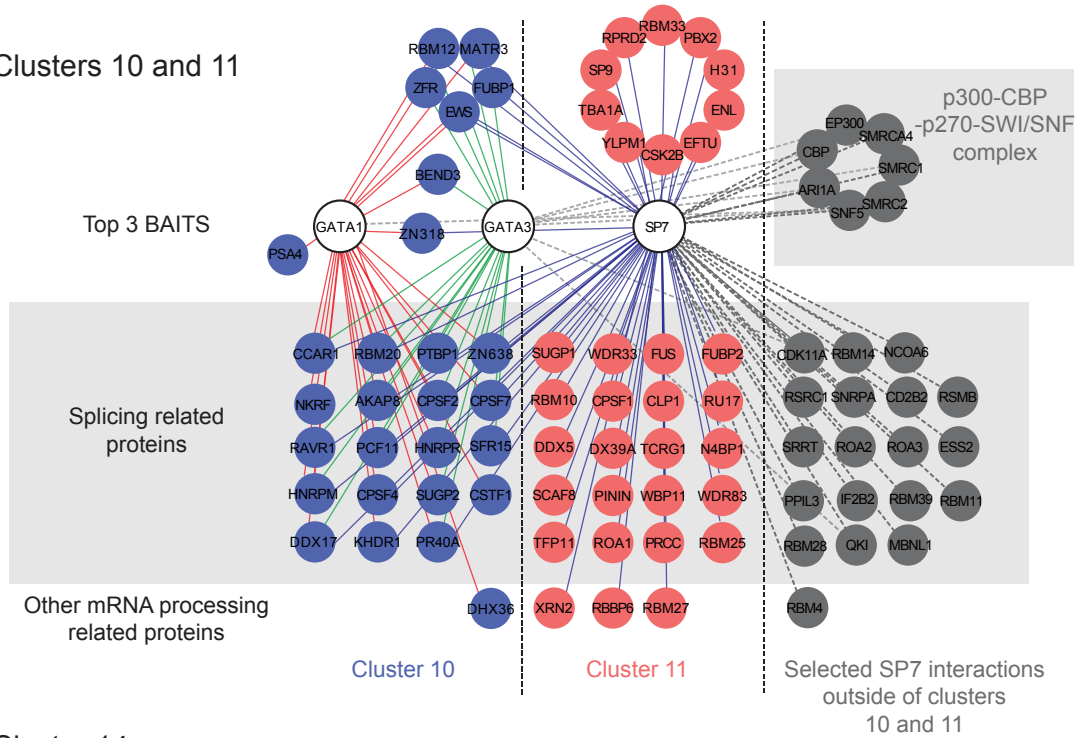 Clusters 10 and 11
RBM12 MATR3
ZFR FUBP1
EWS
BEND3
RBM33
RPRD2 PBX2
SP9 H31
TBA1A ENL
YLPM1 EFTU
CSK2B
p300-CBP
-p270-SWI/SNF
complex
EP300
SMRCA4
CBP
SMRC1
ARI1A
SMRC2
SNF5
Top 3 BAITS
GATA1 ZN318 GATA3 SP7
PSA4
Splicing related
proteins
CCAR1 RBM20 PTBP1 ZN638 SUGP1 WDR33 FUS FUBP2 CDK11A RBM14 NCOA6
NKRF AKAP8 CPSF2 CPSF7 RBM10 CPSF1 CLP1 RU17 RSRC1 SNRPA CD2B2 RSMB
RAVR1 PCF11 HNRPR SFR15 DDX5 DX39A TCRG1 N4BP1 SRRT ROA2 ROA3 ESS2
HNRPM CPSF4 SUGP2 CSTF1 SCAF8 PININ WBP11 WDR83 PPIL3 IF2B2 RBM39 RBM11
DDX17 KHDR1 PR40A TFP11 ROA1 PRCC RBM25 RBM28 QKI MBNL1
Other mRNA processing
related proteins
DHX36 XRN2 RBBP6 RBM27 RBM4
Cluster 10
Cluster 11
Selected SP7 interactions
outside of clusters
10 and 11